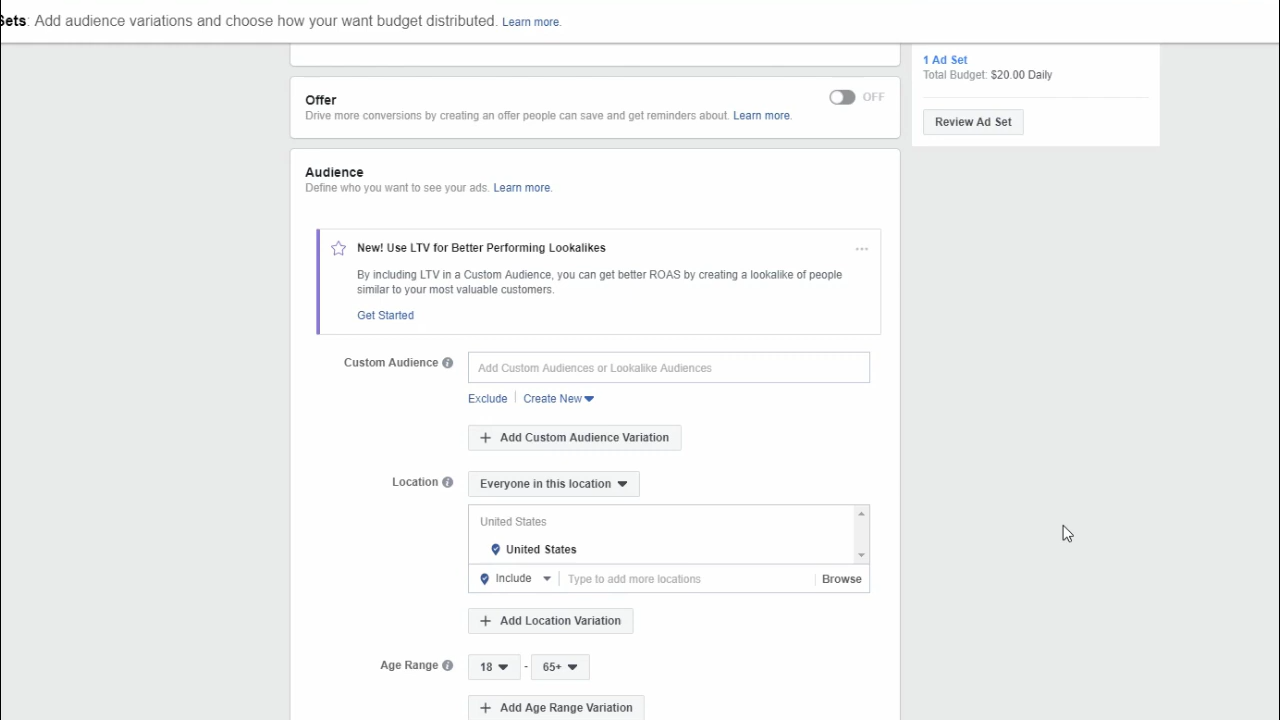 Sets: Add audience variations and choose how your want budget distributed. Learn more.
1 Ad Set
Total Budget: $20.00 Daily
Review Ad Set
Offer
OFF
Drive more conversions by creating an offer people can save and get reminders about. Learn more.
Audience
Define who you want to see your ads. Learn more.
New! Use LTV for Better Performing Lookalikes
By including LTV in a Custom Audience, you can get better ROAS by creating a lookalike of people
similar to your most valuable customers.
Get Started
Custom Audience
Add Custom Audiences or Lookalike Audiences
Exclude | Create New
+ Add Custom Audience Variation
Location
Everyone in this location
United States
United States
Include
Type to add more locations
Browse
+ Add Location Variation
Age Range
18 - 65+
+ Add Age Range Variation